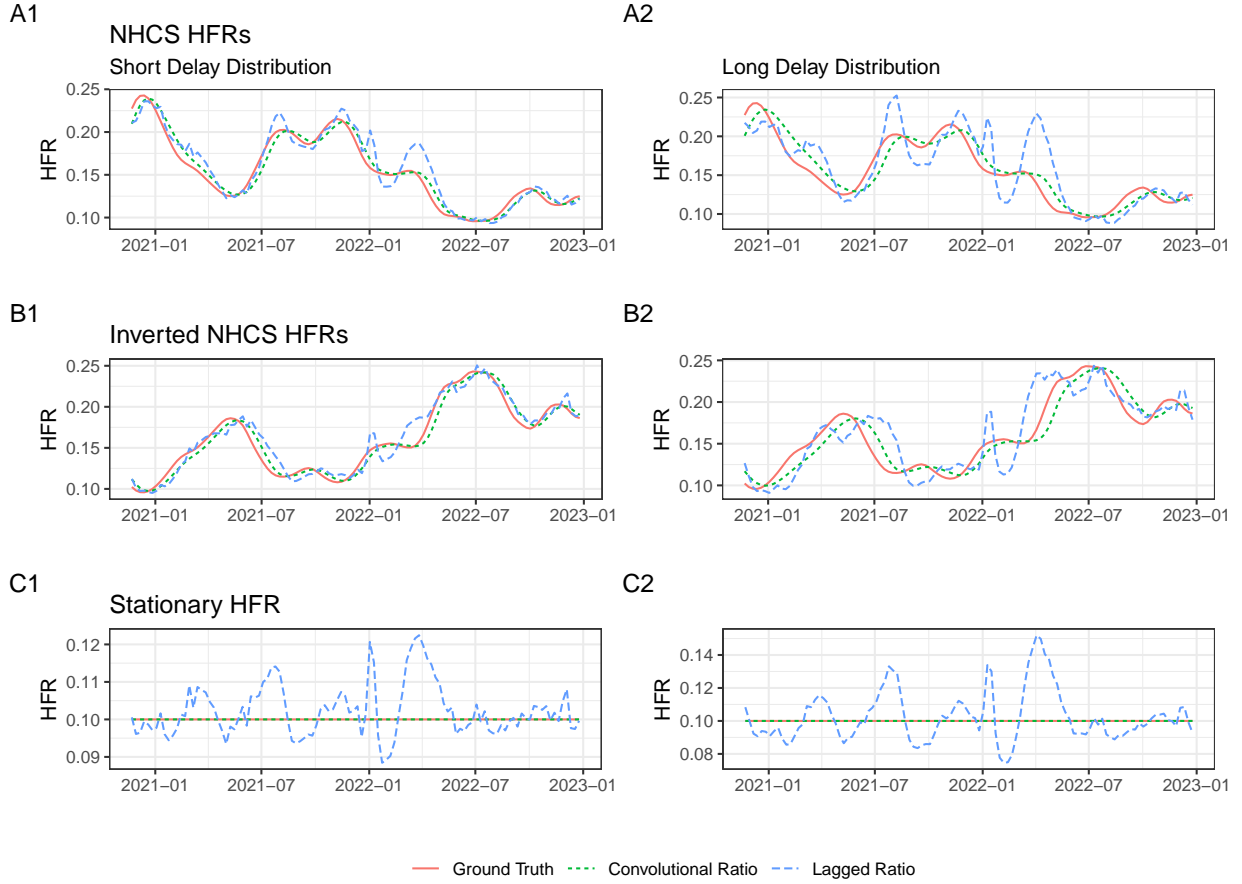 A1
A2
NHCS HFRs
Short Delay Distribution
Long Delay Distribution
HFR
0.25
0.20
0.15
0.10
2021−01
2021−07
2022−01
2022−07
2023−01
HFR
0.25
0.20
0.15
0.10
2021−01
2021−07
2022−01
2022−07
2023−01
B1
B2
Inverted NHCS HFRs
HFR
0.25
0.20
0.15
0.10
2021−01
2021−07
2022−01
2022−07
2023−01
HFR
0.25
0.20
0.15
0.10
2021−01
2021−07
2022−01
2022−07
2023−01
C1
C2
Stationary HFR
HFR
0.12
0.11
0.10
0.09
2021−01
2021−07
2022−01
2022−07
2023−01
HFR
0.14
0.12
0.10
0.08
2021−01
2021−07
2022−01
2022−07
2023−01
Ground Truth
Convolutional Ratio
Lagged Ratio